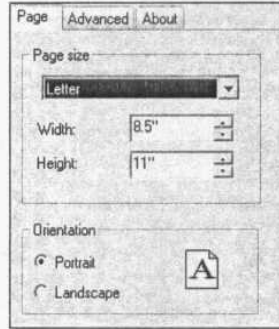 Page Advanced About
Page size
Letter
Width: 8.5"
Height: 11"
Orientation
Portrait
Landscape
A